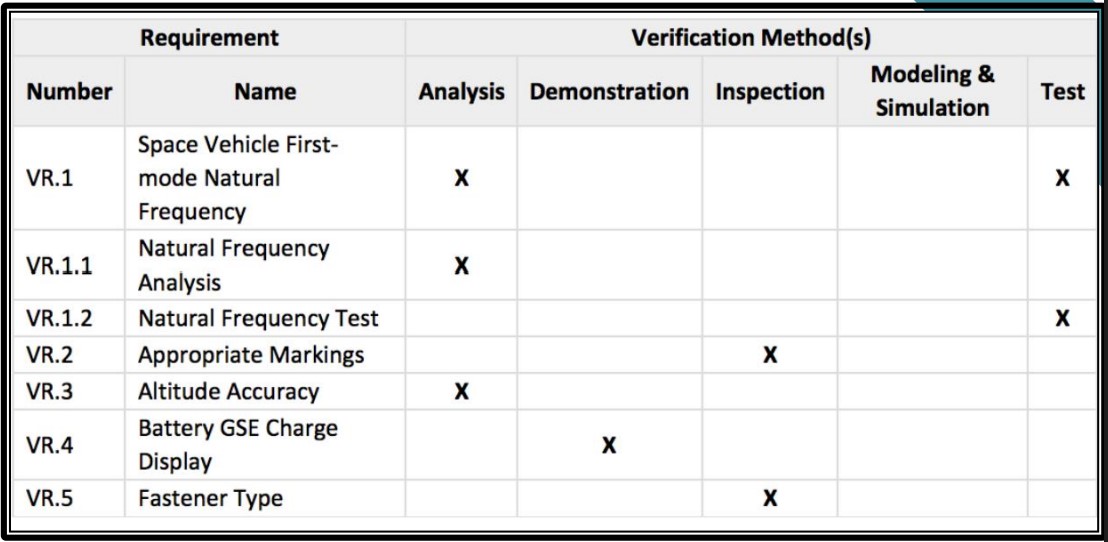 Requirement Verification Method(s)
Number Name Analysis Demonstration Inspection Modeling & Simulation Test
VR.1 Space Vehicle First-mode Natural Frequency X X
VR.1.1 Natural Frequency Analysis X
VR.1.2 Natural Frequency Test X
VR.2 Appropriate Markings X
VR.3 Altitude Accuracy X
VR.4 Battery GSE Charge Display X
VR.5 Fastener Type X